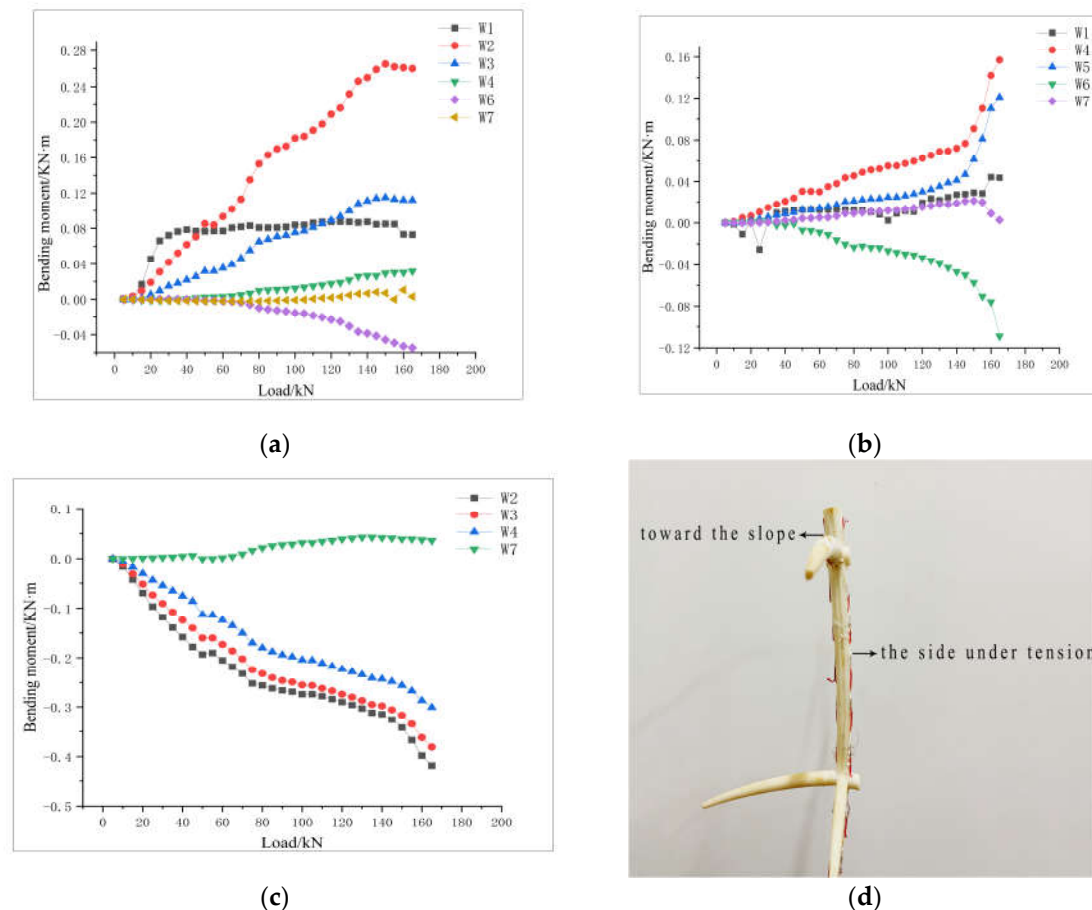 W1
W2
W3
W4
W6
W7
0.28
0.24
0.20
0.16
0.12
0.08
0.04
0.00
-0.04
Bending moment/KN·m
0 20 40 60 80 100 120 140 160 180 200
Load/kN
(a)
W1
W4
W5
W6
W7
0.16
0.12
0.08
0.04
0.00
-0.04
-0.08
-0.12
Bending moment/KN·m
0 20 40 60 80 100 120 140 160 180 200
Load/kN
(b)
W2
W3
W4
W7
0.1
0.0
-0.1
-0.2
-0.3
-0.4
-0.5
Bending moment/KN·m
0 20 40 60 80 100 120 140 160 180 200
Load/kN
(c)
toward the slope
the side under tension
(d)